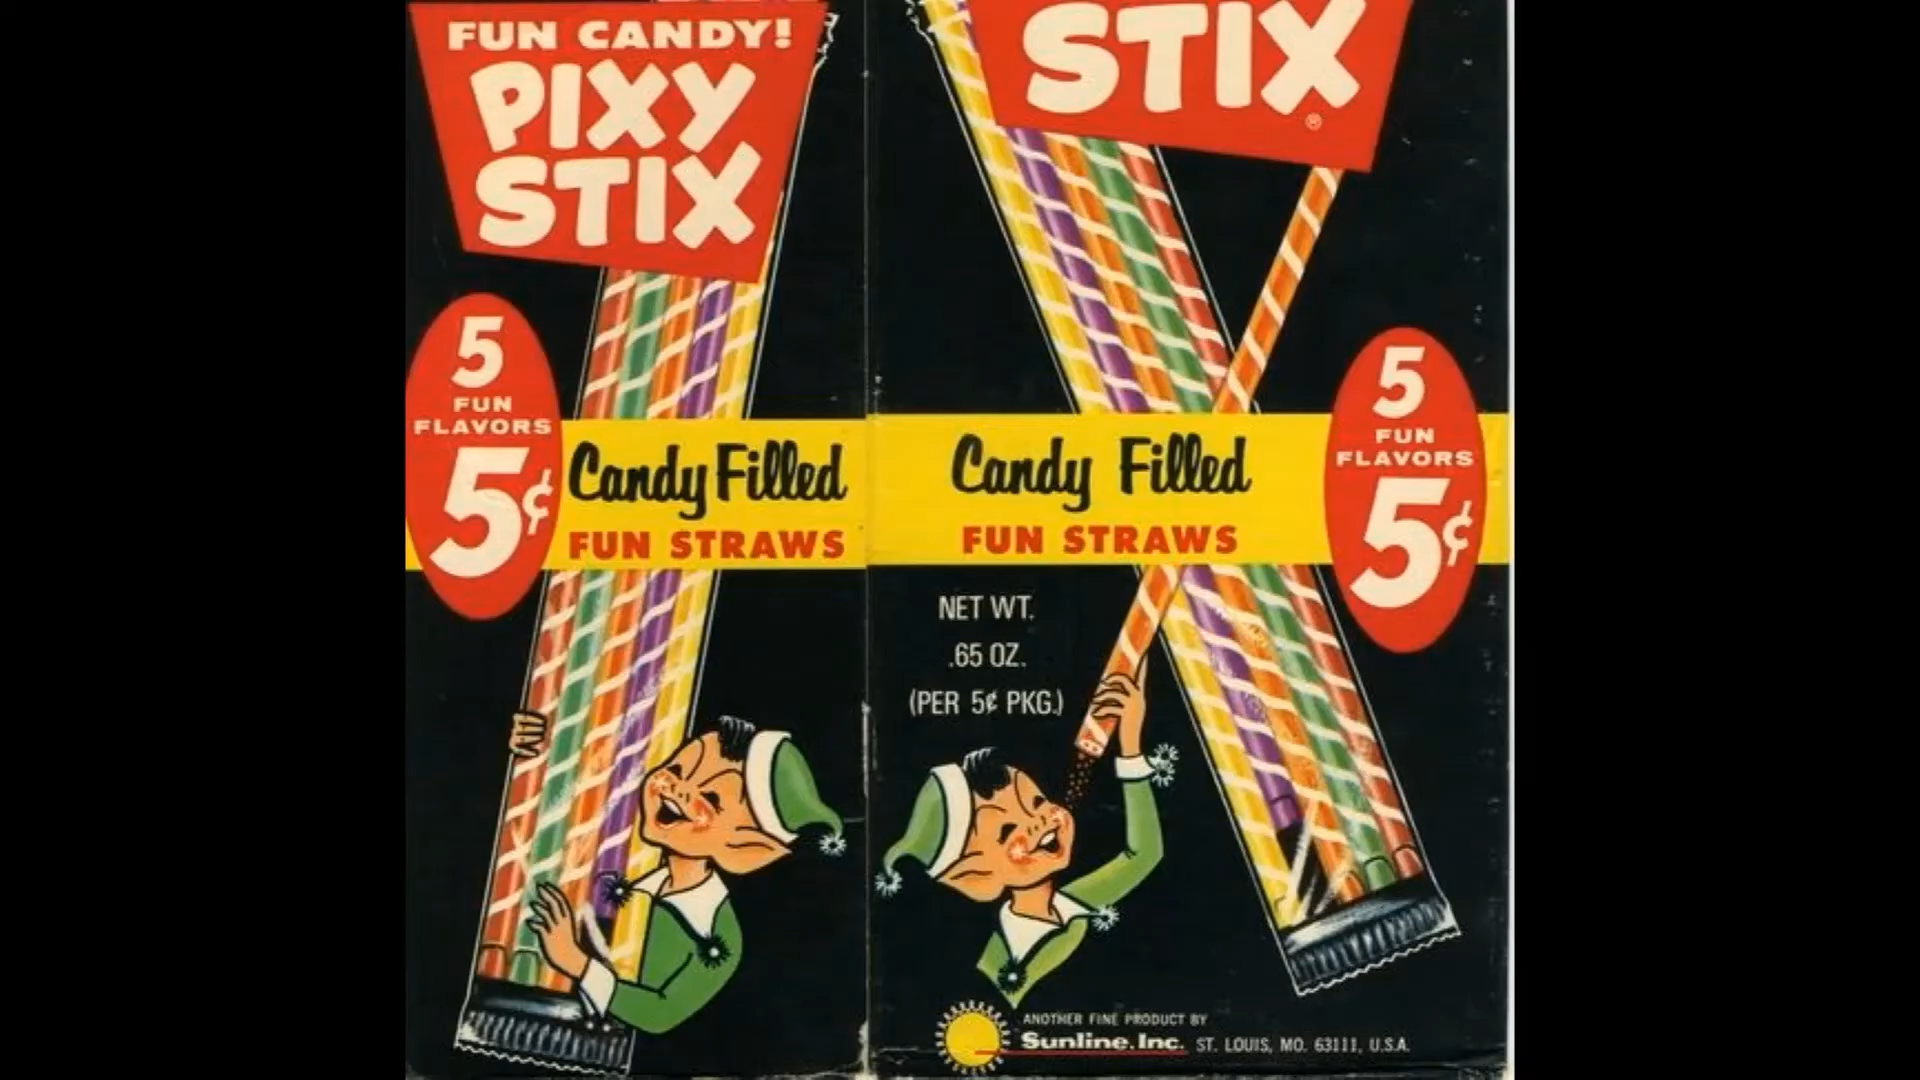 FUN CANDY!
PIXY
STIX
5
FUN
FLAVORS
5¢
Candy Filled
FUN STRAWS
STIX
®
5
FUN
FLAVORS
5¢
Candy Filled
FUN STRAWS
NET WT.
.65 OZ.
(PER 5¢ PKG.)
ANOTHER FINE PRODUCT BY
Sunline, Inc. ST. LOUIS, MO. 63111, U.S.A.